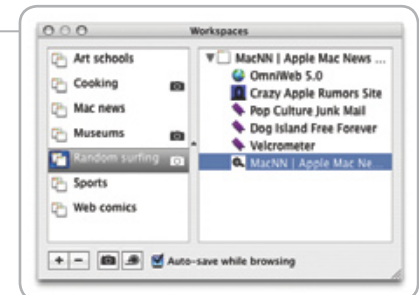 Workspaces
Art schools
Cooking
Mac news
Museums
Random surfing
Sports
Web comics
MacNN | Apple Mac News ...
OmniWeb 5.0
Crazy Apple Rumors Site
Pop Culture Junk Mail
Dog Island Free Forever
Velcrometer
MacNN | Apple Mac Ne...
+ −
Auto-save while browsing